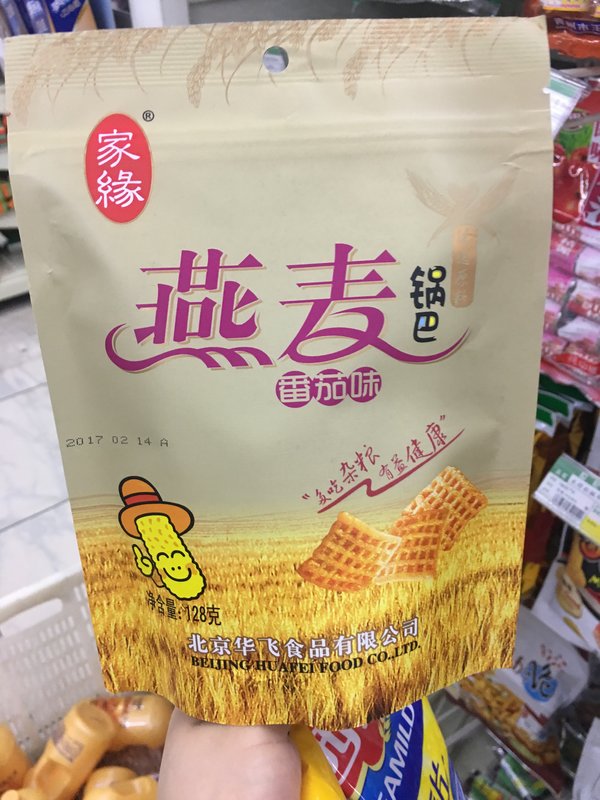 家緣®
燕麦
锅巴
番茄味
2017 02 14 A
"多吃杂粮
有益健康"
净含量:128克
北京华飞食品有限公司
BEIJING HUAFEI FOOD CO.,LTD.